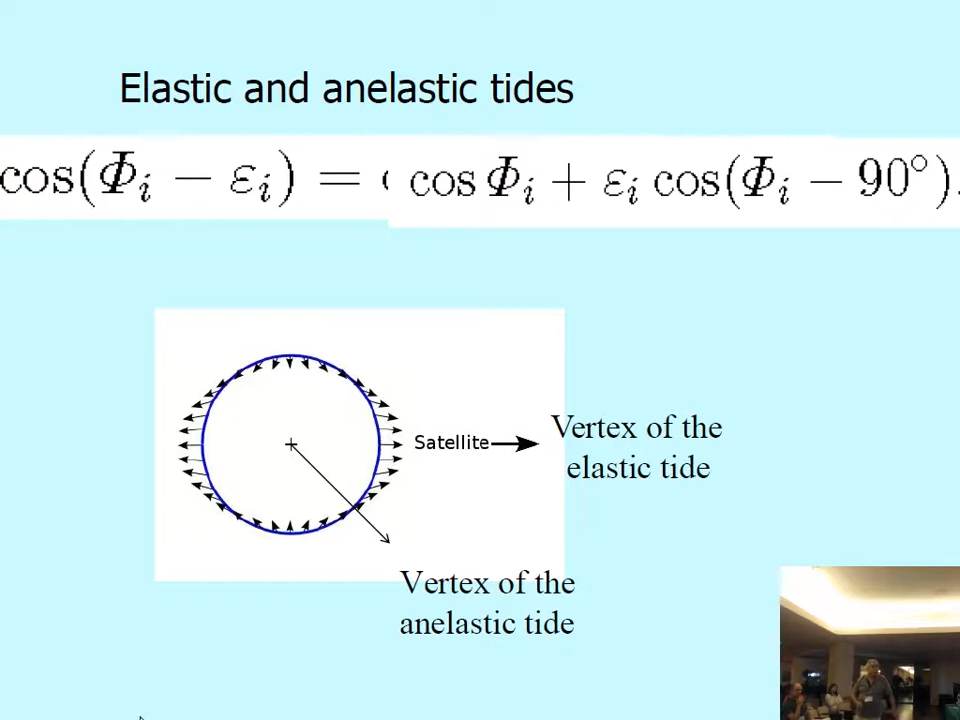 Elastic and anelastic tides
cos(Φᵢ − εᵢ) = cos Φᵢ + εᵢ cos(Φᵢ − 90°).
Satellite
Vertex of the
elastic tide
Vertex of the
anelastic tide